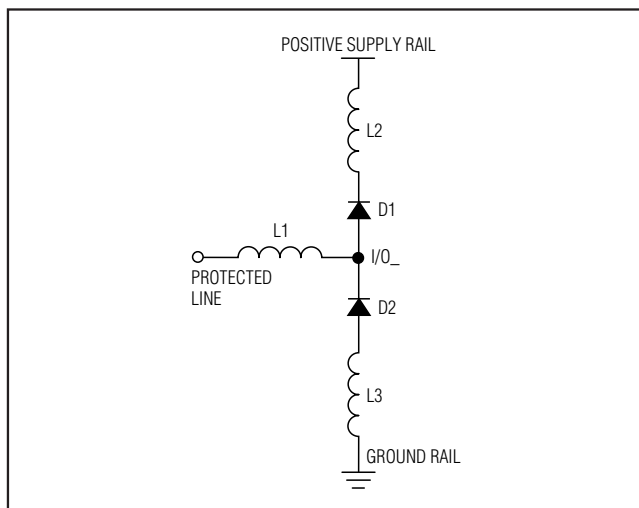 POSITIVE SUPPLY RAIL
L2
D1
L1
I/O_
PROTECTED
LINE
D2
L3
GROUND RAIL